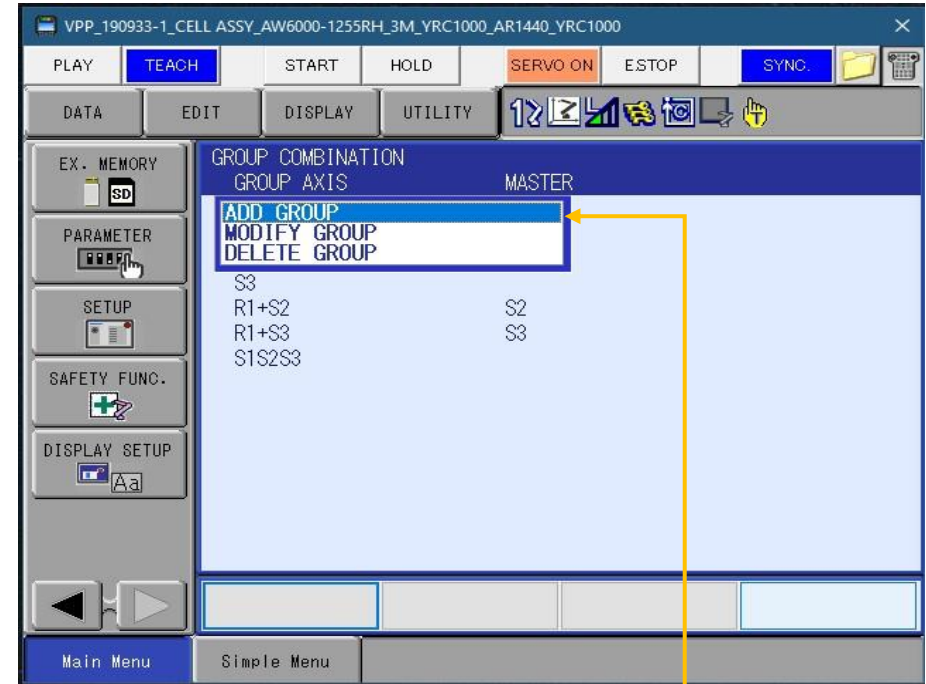 VPP_190933-1_CELL ASSY_AW6000-1255RH_3M_YRC1000_AR1440_YRC1000
PLAY TEACH START HOLD SERVO ON E.STOP SYNC.
DATA EDIT DISPLAY UTILITY
EX. MEMORY
SD
PARAMETER
SETUP
SAFETY FUNC.
DISPLAY SETUP
Aa
GROUP COMBINATION
GROUP AXIS MASTER
ADD GROUP
MODIFY GROUP
DELETE GROUP
S3
R1+S2 S2
R1+S3 S3
S1S2S3
Main Menu Simple Menu